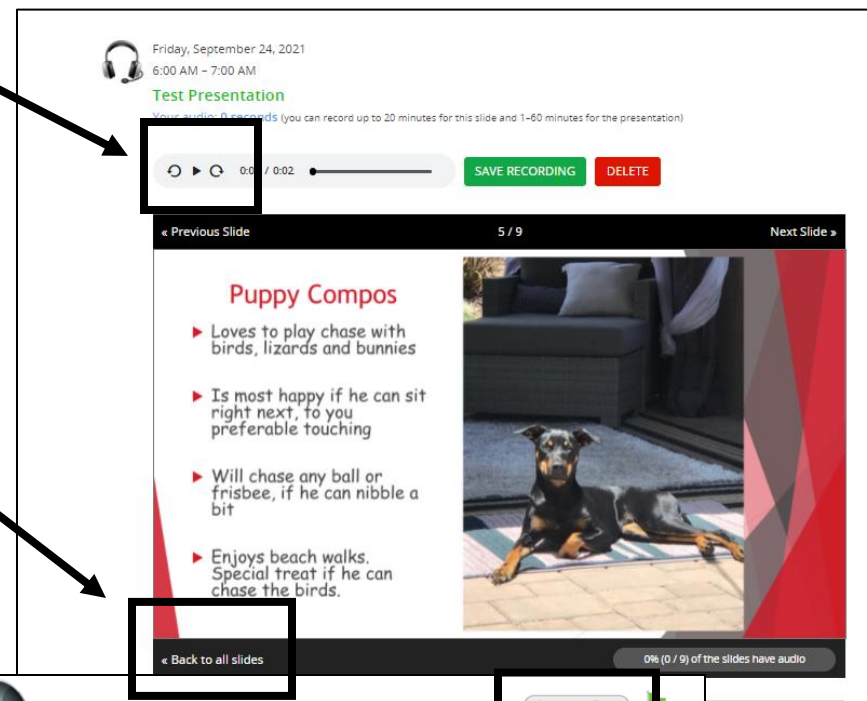 Friday, September 24, 2021
6:00 AM – 7:00 AM
Test Presentation
Your audio: 0 seconds (you can record up to 20 minutes for this slide and 1–60 minutes for the presentation)
0:0 / 0:02
SAVE RECORDING
DELETE
« Previous Slide
5 / 9
Next Slide »
Puppy Compos
Loves to play chase with
birds, lizards and bunnies
Is most happy if he can sit
right next, to you
preferable touching
Will chase any ball or
frisbee, if he can nibble a
bit
Enjoys beach walks.
Special treat if he can
chase the birds.
« Back to all slides
0% (0 / 9) of the slides have audio